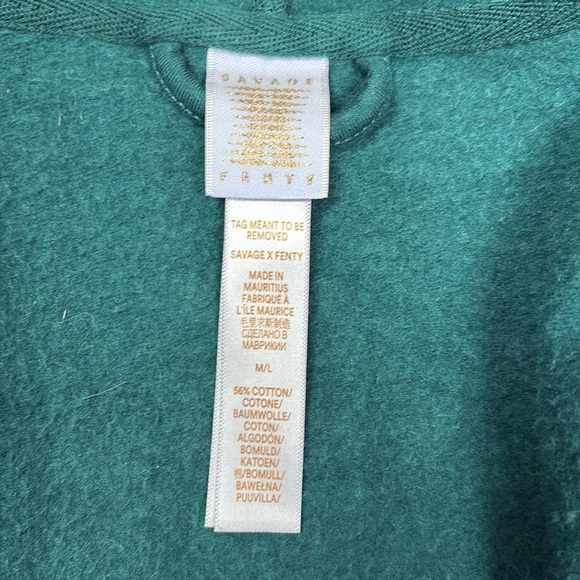 SAVAGE
FENTY
TAG MEANT TO BE
REMOVED
SAVAGE X FENTY
MADE IN
MAURITIUS
FABRIQUÉ À
L'ÎLE MAURICE
毛里求斯制造
СДЕЛАНО В
МАВРИКИИ
M/L
56% COTTON/
COTONE/
BAUMWOLLE/
COTON/
ALGODÓN/
BOMULD/
KATOEN/
棉/BOMULL/
BAWEŁNA/
PUUVILLA/